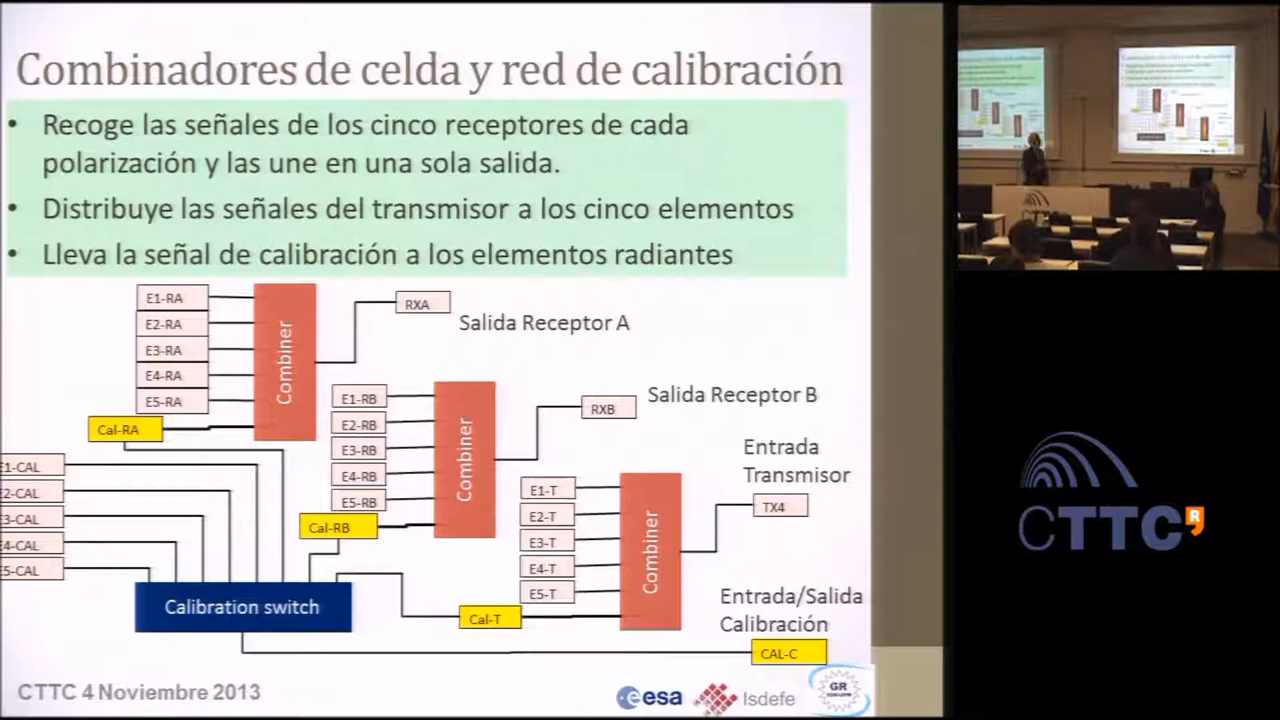 Combinadores de celda y red de calibración
• Recoge las señales de los cinco receptores de cada
polarización y las une en una sola salida.
• Distribuye las señales del transmisor a los cinco elementos
• Lleva la señal de calibración a los elementos radiantes
E1-RA
E2-RA
E3-RA
E4-RA
E5-RA
Cal-RA
Combiner
RXA
Salida Receptor A
E1-RB
E2-RB
E3-RB
E4-RB
E5-RB
Cal-RB
Combiner
RXB
Salida Receptor B
E1-T
E2-T
E3-T
E4-T
E5-T
Cal-T
Combiner
Entrada
Transmisor
TX4
E1-CAL
E2-CAL
E3-CAL
E4-CAL
E5-CAL
Calibration switch
Entrada/Salida
Calibración
CAL-C
CTTC 4 Noviembre 2013
esa
Isdefe
GR
CTTC R